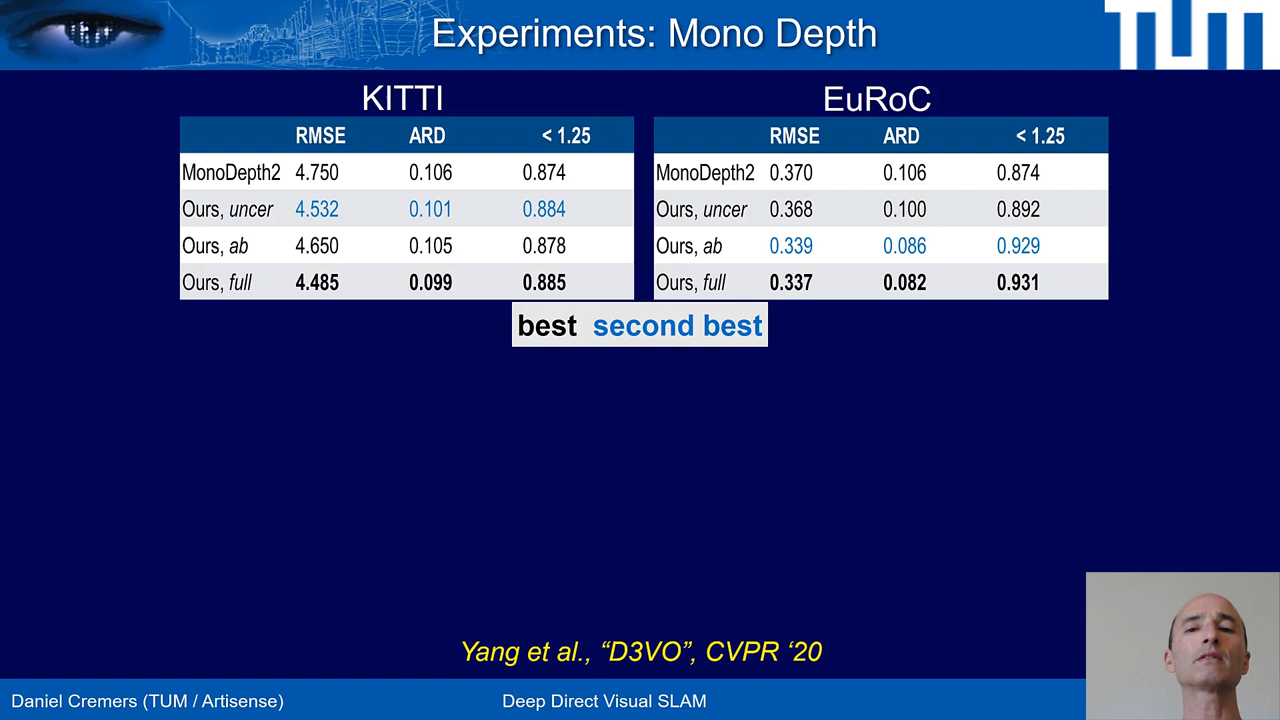 Experiments: Mono Depth
TUM
KITTI
RMSE ARD < 1.25
MonoDepth2 4.750 0.106 0.874
Ours, uncer 4.532 0.101 0.884
Ours, ab 4.650 0.105 0.878
Ours, full 4.485 0.099 0.885
EuRoC
RMSE ARD < 1.25
MonoDepth2 0.370 0.106 0.874
Ours, uncer 0.368 0.100 0.892
Ours, ab 0.339 0.086 0.929
Ours, full 0.337 0.082 0.931
best second best
Yang et al., “D3VO”, CVPR ‘20
Daniel Cremers (TUM / Artisense)
Deep Direct Visual SLAM